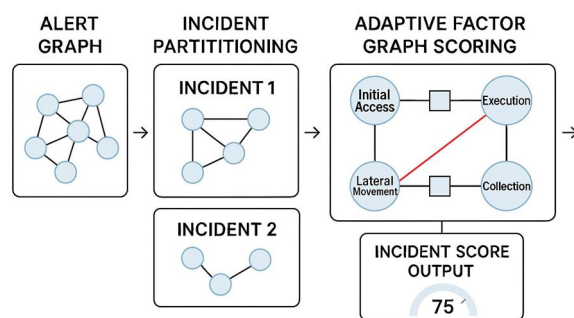 ALERT
GRAPH
INCIDENT
PARTITITIONING
INCIDENT 1
INCIDENT 2
ADAPTIVE FACTOR
GRAPH SCORING
Initial
Access
Execution
Lateral
Movement
Collection
INCIDENT SCORE
OUTPUT
75